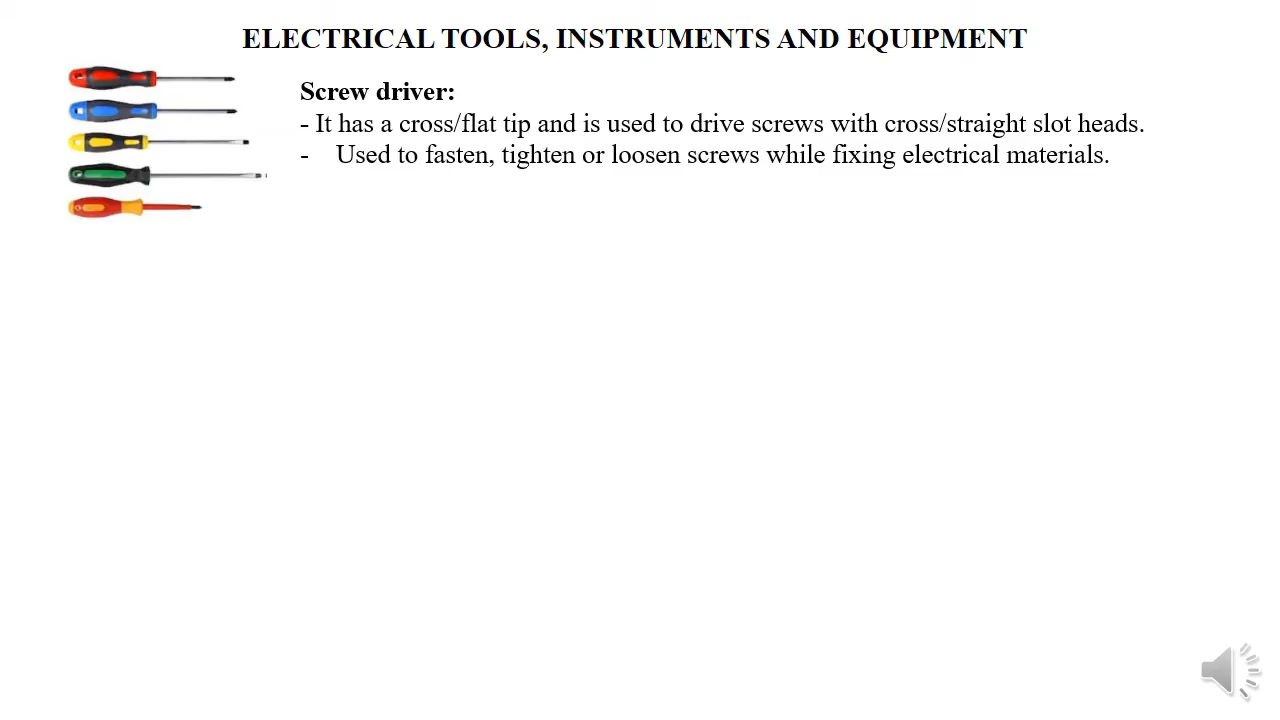 ELECTRICAL TOOLS, INSTRUMENTS AND EQUIPMENT
Screw driver:
- It has a cross/flat tip and is used to drive screws with cross/straight slot heads.
- Used to fasten, tighten or loosen screws while fixing electrical materials.